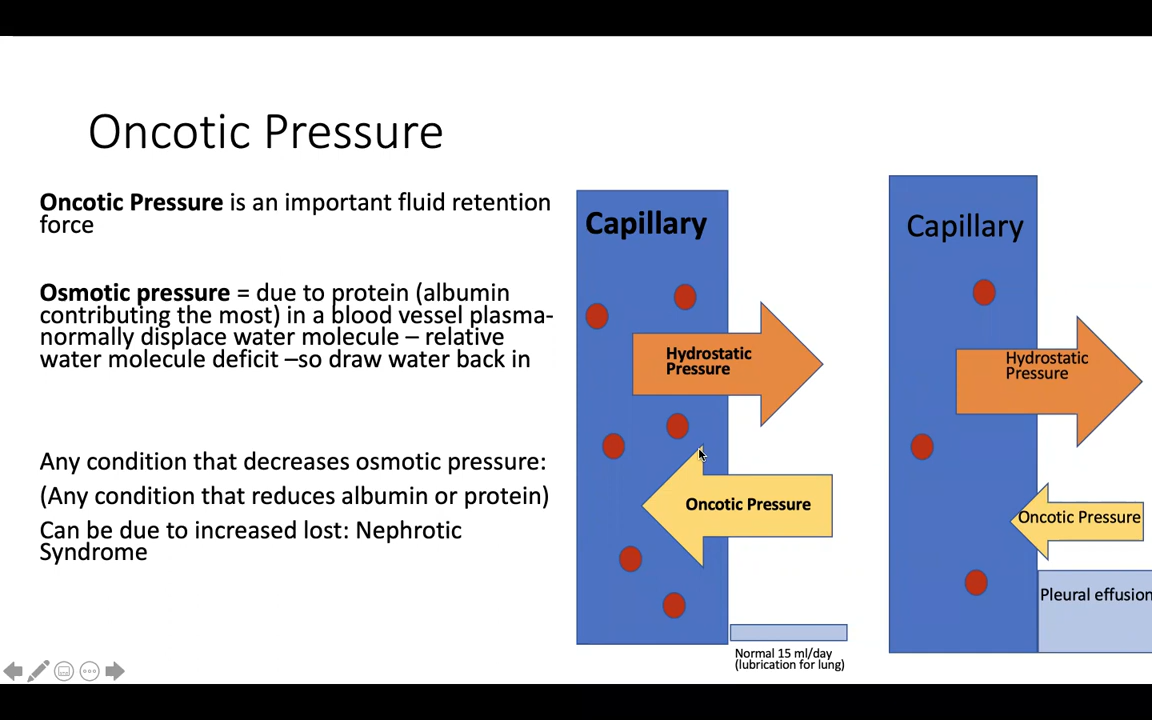 Oncotic Pressure
Oncotic Pressure is an important fluid retention
force
Osmotic pressure = due to protein (albumin
contributing the most) in a blood vessel plasma-
normally displace water molecule – relative
water molecule deficit –so draw water back in
Any condition that decreases osmotic pressure:
(Any condition that reduces albumin or protein)
Can be due to increased lost: Nephrotic
Syndrome
Capillary
Hydrostatic
Pressure
Oncotic Pressure
Normal 15 ml/day
(lubrication for lung)
Capillary
Hydrostatic
Pressure
Oncotic Pressure
Pleural effusion